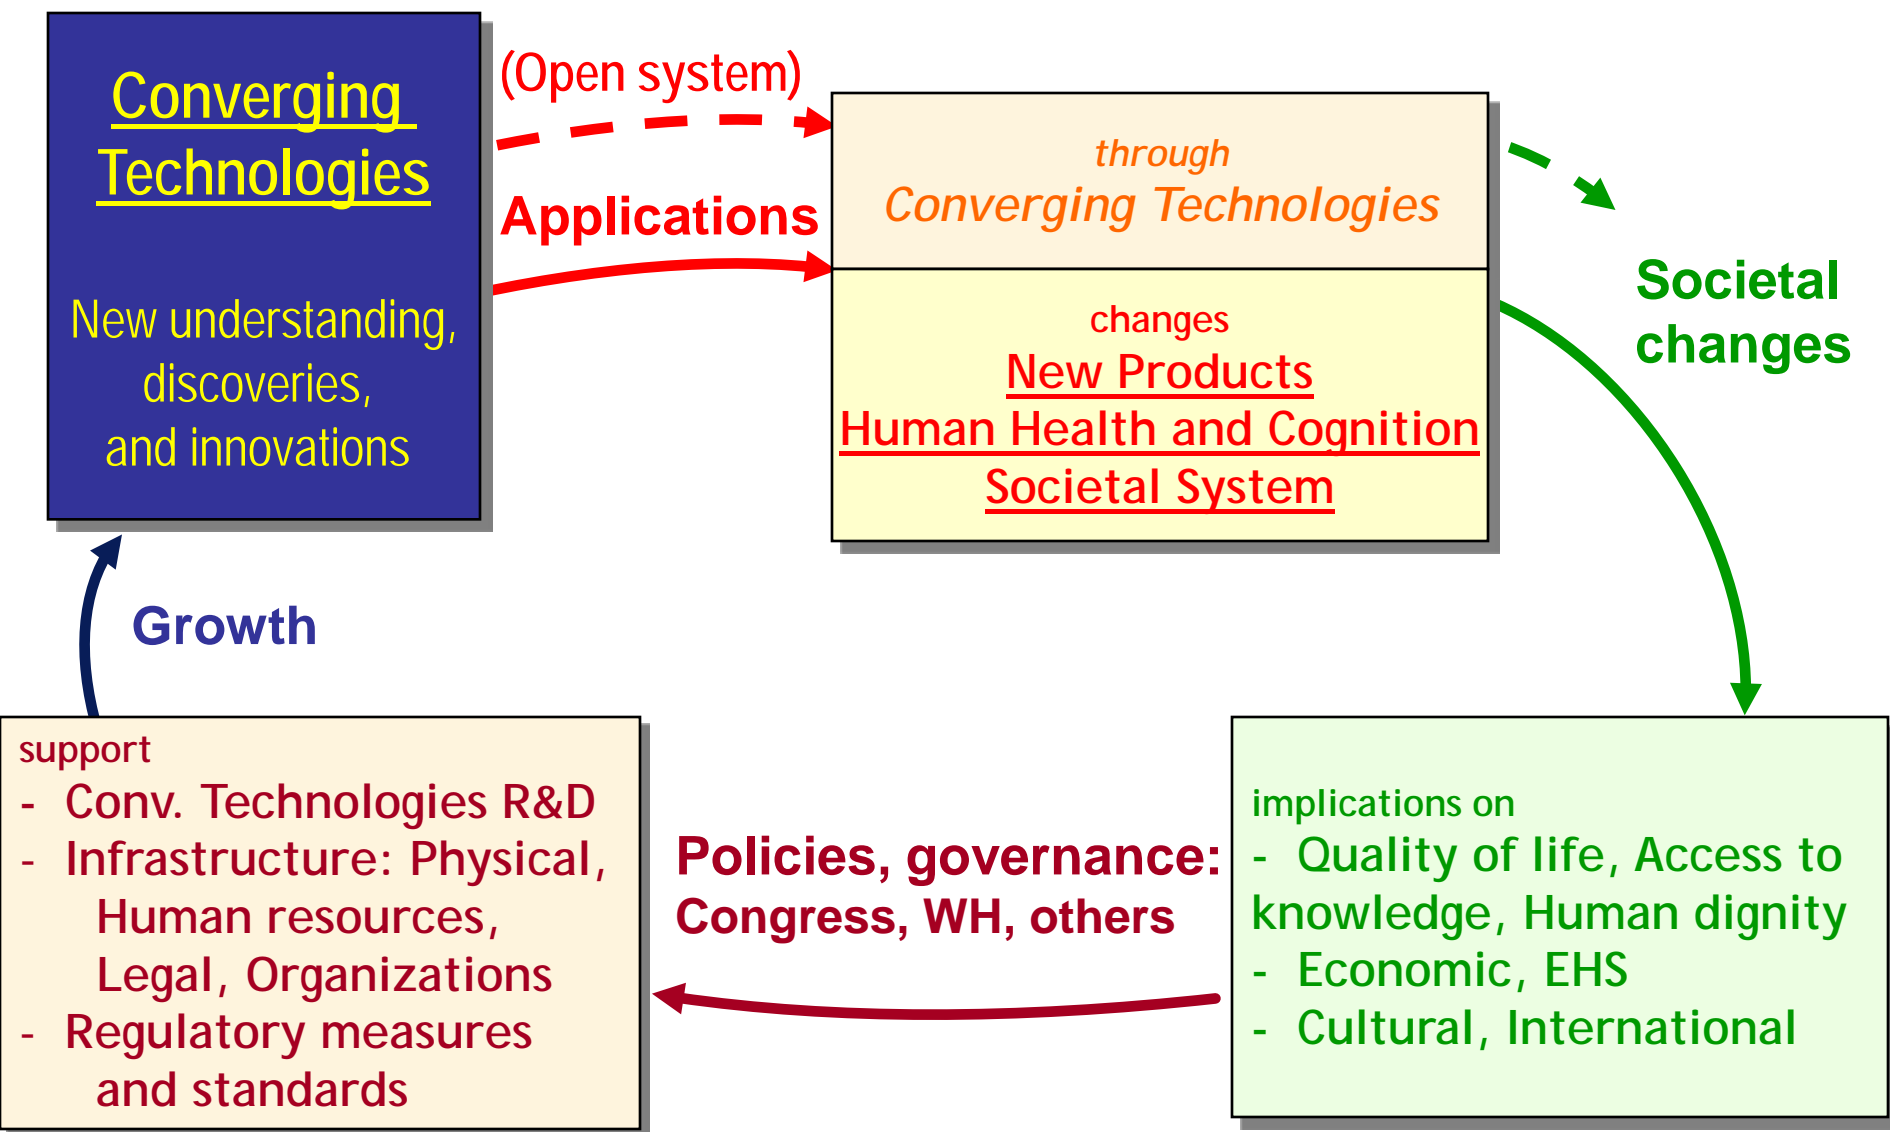 Converging
Technologies
New understanding,
discoveries,
and innovations
(Open system)
Applications
through
Converging Technologies
changes
New Products
Human Health and Cognition
Societal System
Societal
changes
implications on
- Quality of life, Access to
knowledge, Human dignity
- Economic, EHS
- Cultural, International
Policies, governance:
Congress, WH, others
support
- Conv. Technologies R&D
- Infrastructure: Physical,
Human resources,
Legal, Organizations
- Regulatory measures
and standards
Growth